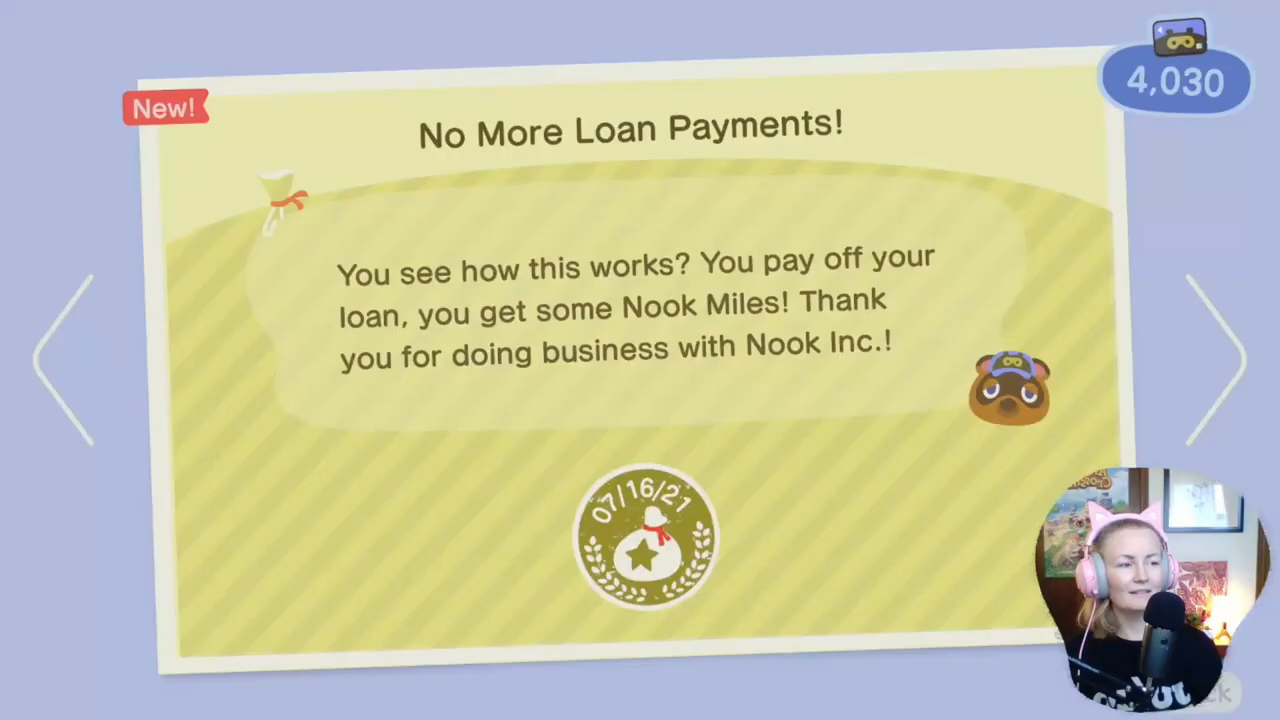 4,030
New!
No More Loan Payments!
You see how this works? You pay off your
loan, you get some Nook Miles! Thank
you for doing business with Nook Inc.!
07/16/21